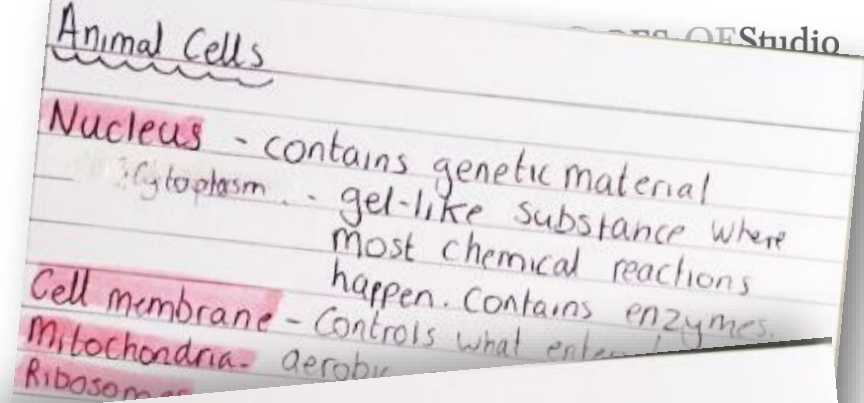 OFStudio
Animal Cells
Nucleus - contains genetic material
Cytoplasm - gel-like substance where
most chemical reactions
happen. Contains enzymes.
Cell membrane - Controls what
Mitochondria - aerobic